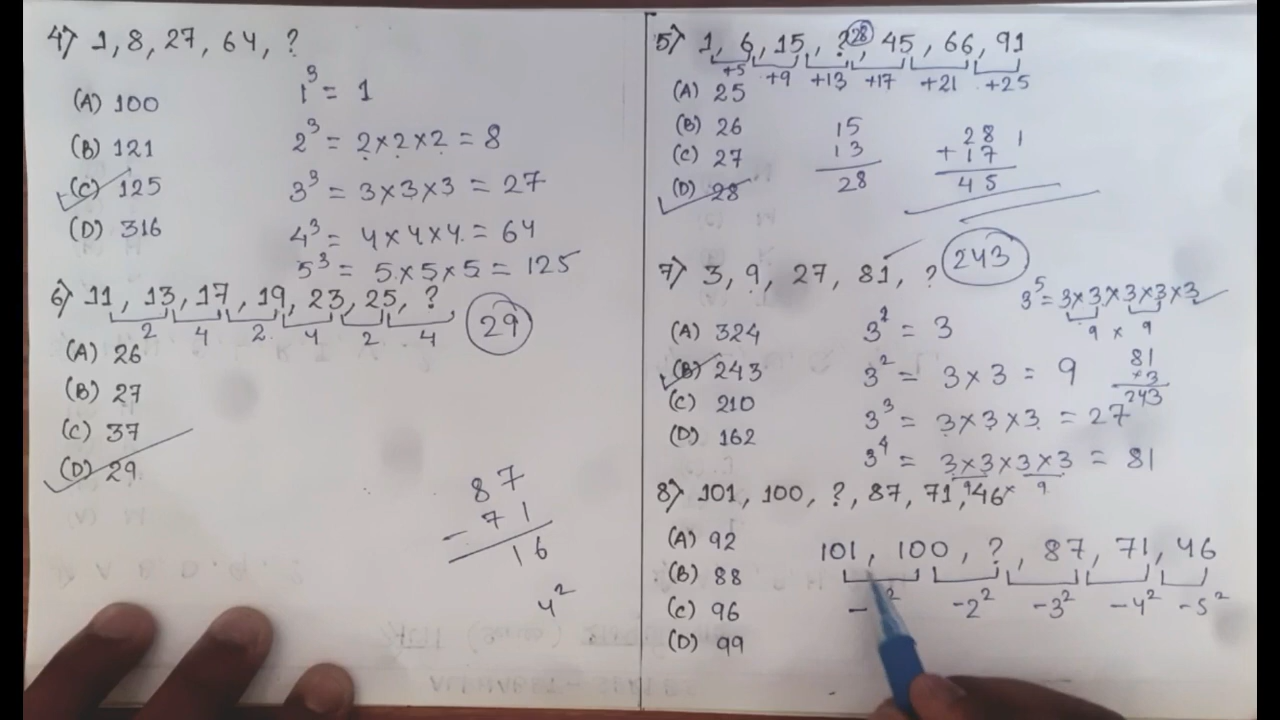 4) 1, 8, 27, 64, ?
(A) 100
(B) 121
(C) 125
(D) 316
1³ = 1
2³ = 2×2×2 = 8
3³ = 3×3×3 = 27
4³ = 4×4×4 = 64
5³ = 5×5×5 = 125
6) 11, 13, 17, 19, 23, 25, ?
2 4 2 4 2 4
29
(A) 26
(B) 27
(C) 37
(D) 29
87
- 71
16
4²
5) 1, 6, 15, ?, 45, 66, 91
28
+5 +9 +13 +17 +21 +25
(A) 25
(B) 26
(C) 27
(D) 28
15
13
28
28 1
+ 17
45
7) 3, 9, 27, 81, ?
243
3⁵ = 3×3×3×3×3
9 × 9
81
×3
243
(A) 324
(B) 243
(C) 210
(D) 162
3² = 3
3² = 3×3 = 9
3³ = 3×3×3 = 27
3⁴ = 3×3×3×3 = 81
9 × 9
8) 101, 100, ?, 87, 71, 46
(A) 92
(B) 88
(C) 96
(D) 99
101, 100, ?, 87, 71, 46
-2² -3² -4² -5²